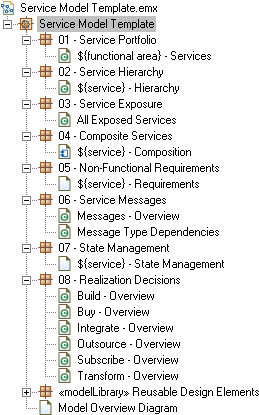 Service Model Template.emx
Service Model Template
01 - Service Portfolio
${functional area} - Services
02 - Service Hierarchy
${service} - Hierarchy
03 - Service Exposure
All Exposed Services
04 - Composite Services
${service} - Composition
05 - Non-Functional Requirements
${service} - Requirements
06 - Service Messages
Messages - Overview
Message Type Dependencies
07 - State Management
${service} - State Management
08 - Realization Decisions
Build - Overview
Buy - Overview
Integrate - Overview
Outsource - Overview
Subscribe - Overview
Transform - Overview
«modelLibrary» Reusable Design Elements
Model Overview Diagram